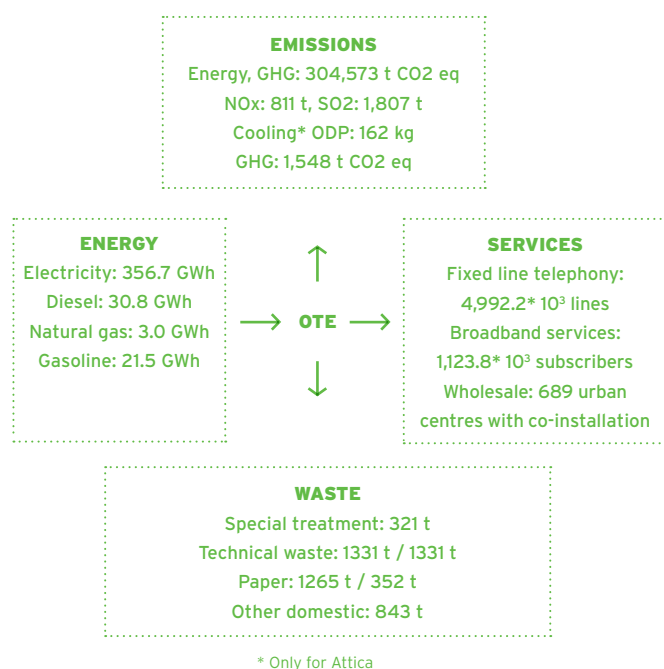 EMISSIONS
Energy, GHG: 304,573 t CO2 eq
NOx: 811 t, SO2: 1,807 t
Cooling* ODP: 162 kg
GHG: 1,548 t CO2 eq
ENERGY
Electricity: 356.7 GWh
Diesel: 30.8 GWh
Natural gas: 3.0 GWh
Gasoline: 21.5 GWh
OTE
SERVICES
Fixed line telephony:
4,992.2* 10³ lines
Broadband services:
1,123.8* 10³ subscribers
Wholesale: 689 urban
centres with co-installation
WASTE
Special treatment: 321 t
Technical waste: 1331 t / 1331 t
Paper: 1265 t / 352 t
Other domestic: 843 t
* Only for Attica